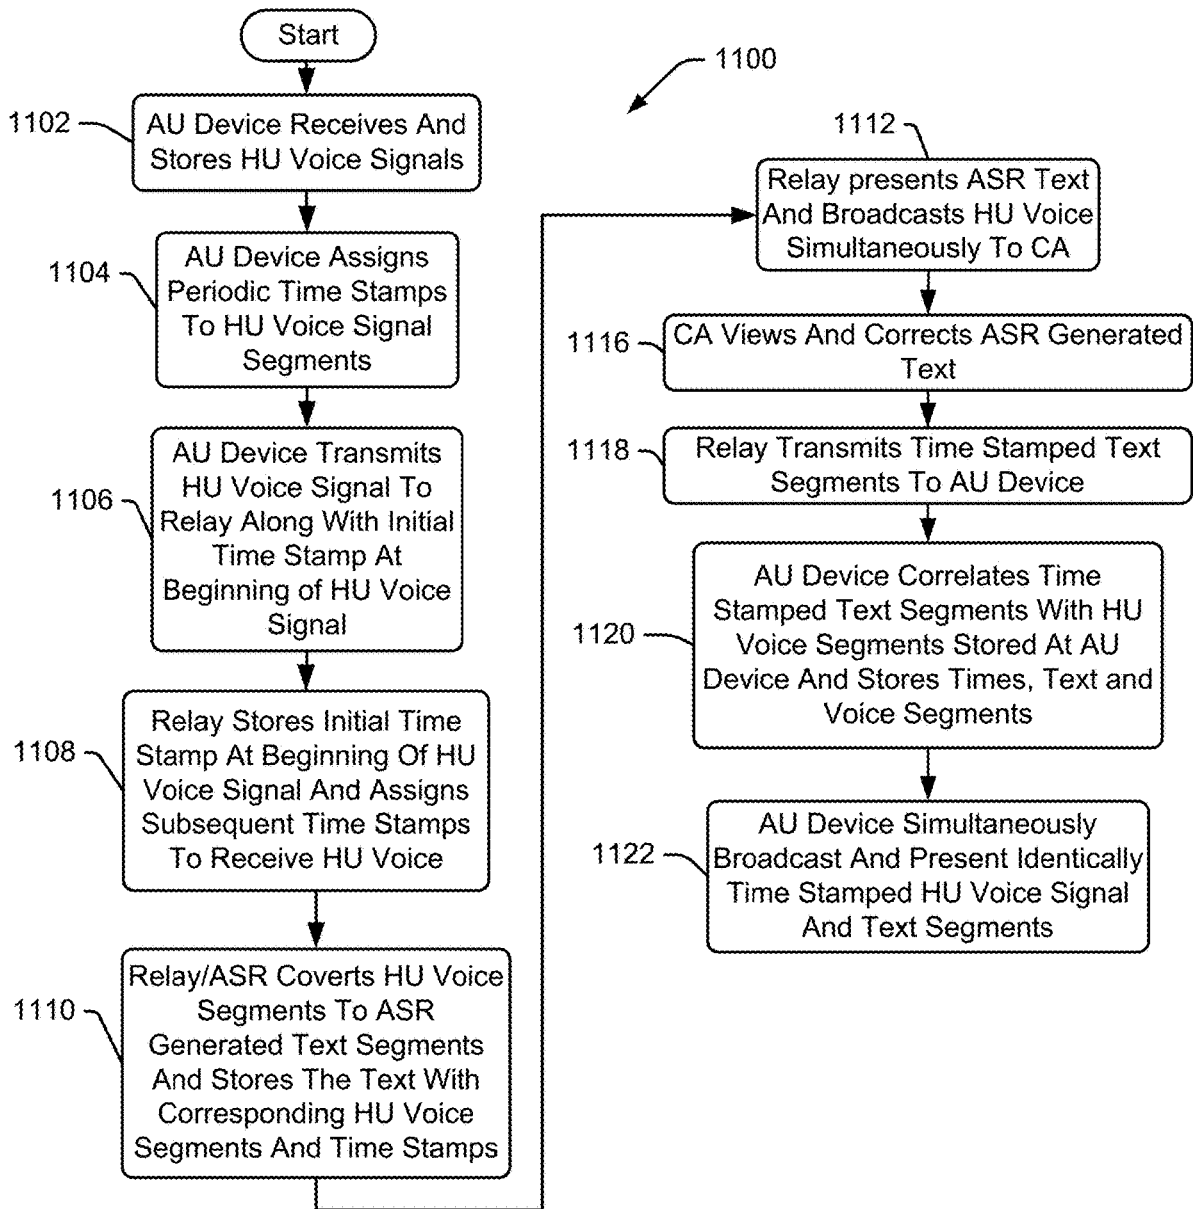 Start
1100
1102
AU Device Receives And
Stores HU Voice Signals
1104
AU Device Assigns
Periodic Time Stamps
To HU Voice Signal
Segments
1106
AU Device Transmits
HU Voice Signal To
Relay Along With Initial
Time Stamp At
Beginning of HU Voice
Signal
1108
Relay Stores Initial Time
Stamp At Beginning Of HU
Voice Signal And Assigns
Subsequent Time Stamps
To Receive HU Voice
1110
Relay/ASR Coverts HU Voice
Segments To ASR
Generated Text Segments
And Stores The Text With
Corresponding HU Voice
Segments And Time Stamps
1112
Relay presents ASR Text
And Broadcasts HU Voice
Simultaneously To CA
1116
CA Views And Corrects ASR Generated
Text
1118
Relay Transmits Time Stamped Text
Segments To AU Device
1120
AU Device Correlates Time
Stamped Text Segments With HU
Voice Segments Stored At AU
Device And Stores Times, Text and
Voice Segments
1122
AU Device Simultaneously
Broadcast And Present Identically
Time Stamped HU Voice Signal
And Text Segments